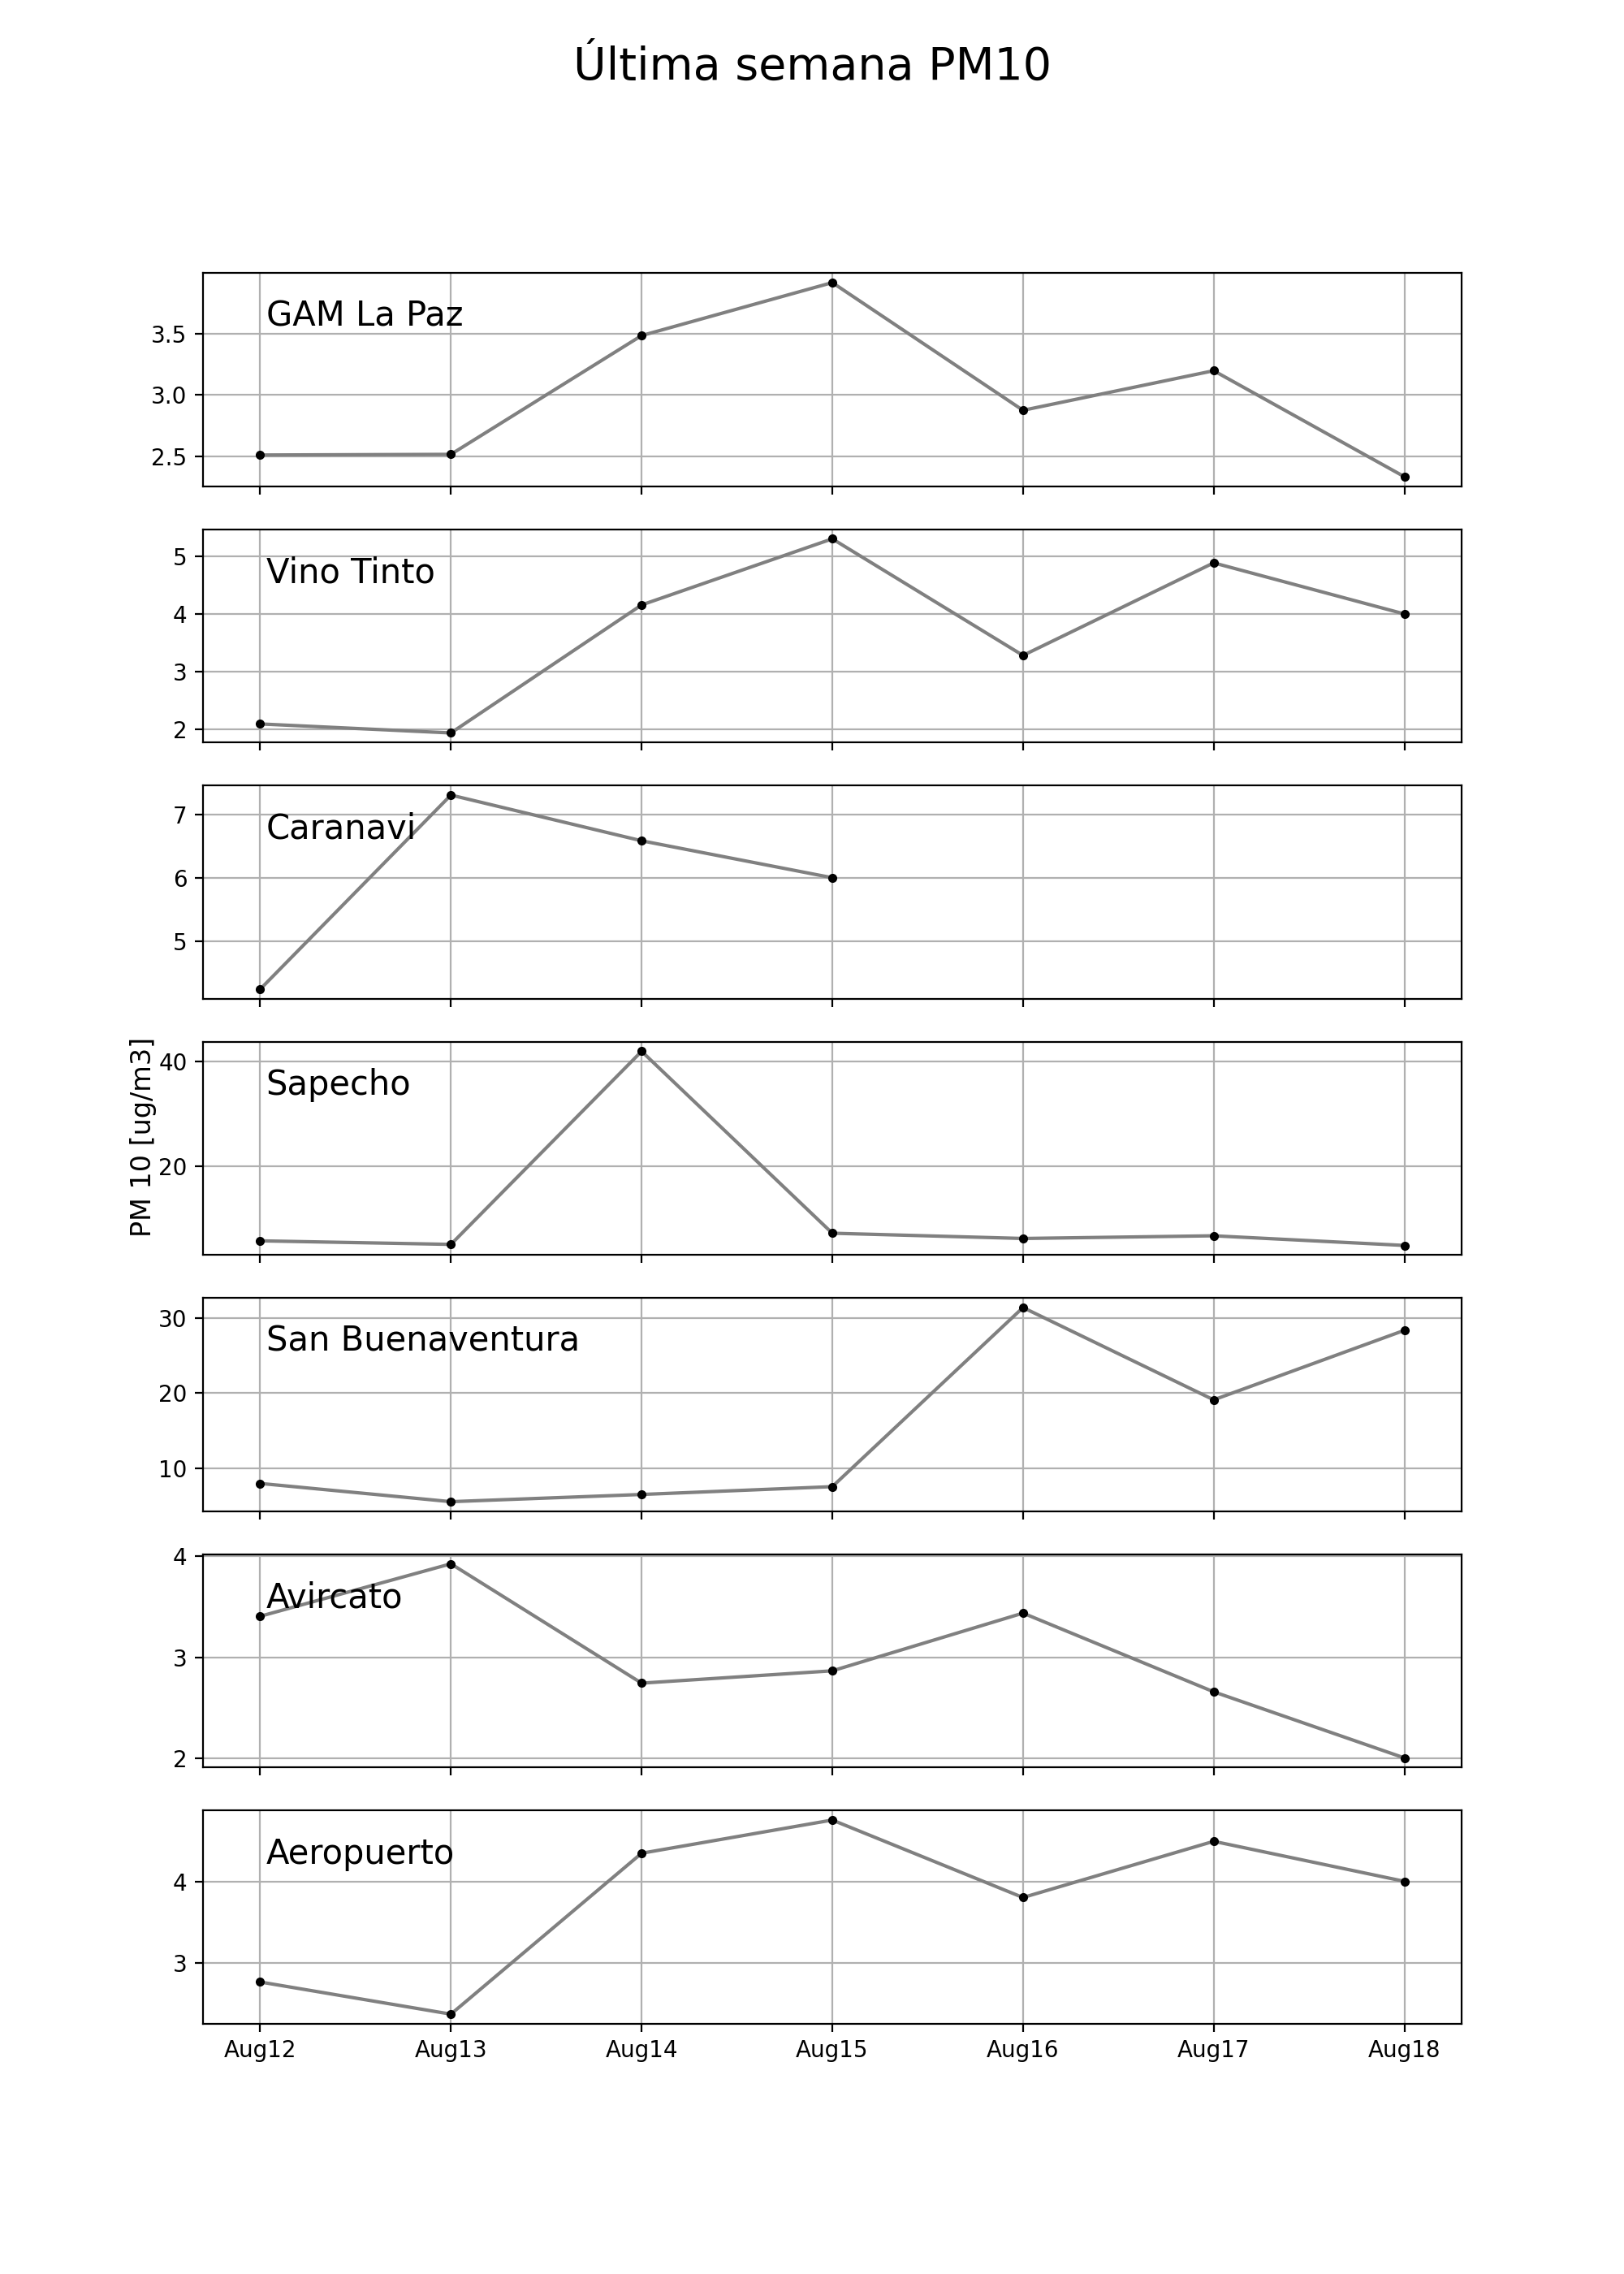 Última semana PM10
GAM La Paz
3.5
3.0
2.5
Vino Tinto
5
4
3
2
Caranavi
7
6
5
PM 10 [ug/m3]
Sapecho
40
20
San Buenaventura
30
20
10
Avircato
4
3
2
Aeropuerto
4
3
Aug12 Aug13 Aug14 Aug15 Aug16 Aug17 Aug18